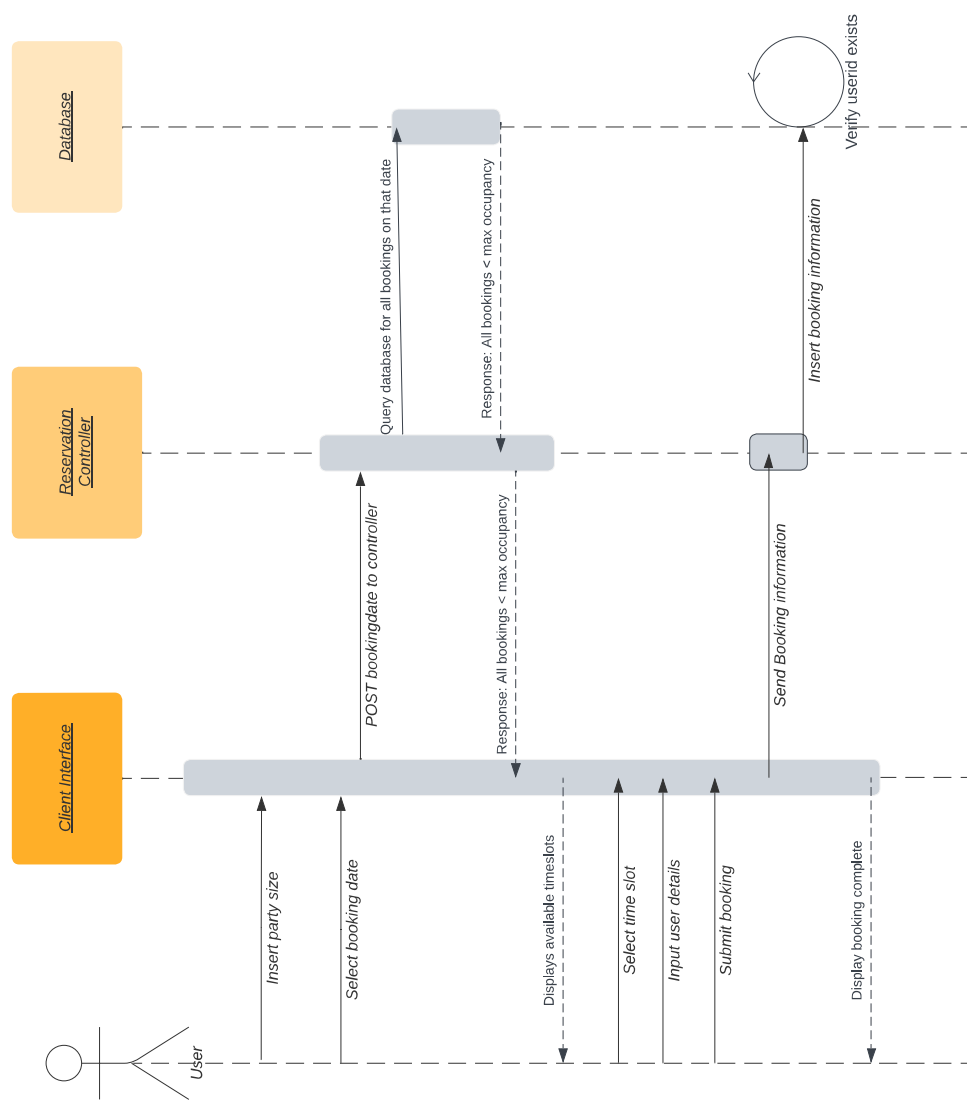 User
Client Interface
Reservation
Controller
Database
Insert party size
Select booking date
POST bookingdate to controller
Query database for all bookings on that date
Response: All bookings < max occupancy
Response: All bookings < max occupancy
Displays available timeslots
Select time slot
Input user details
Submit booking
Send Booking information
Insert booking information
Verify userid exists
Display booking complete